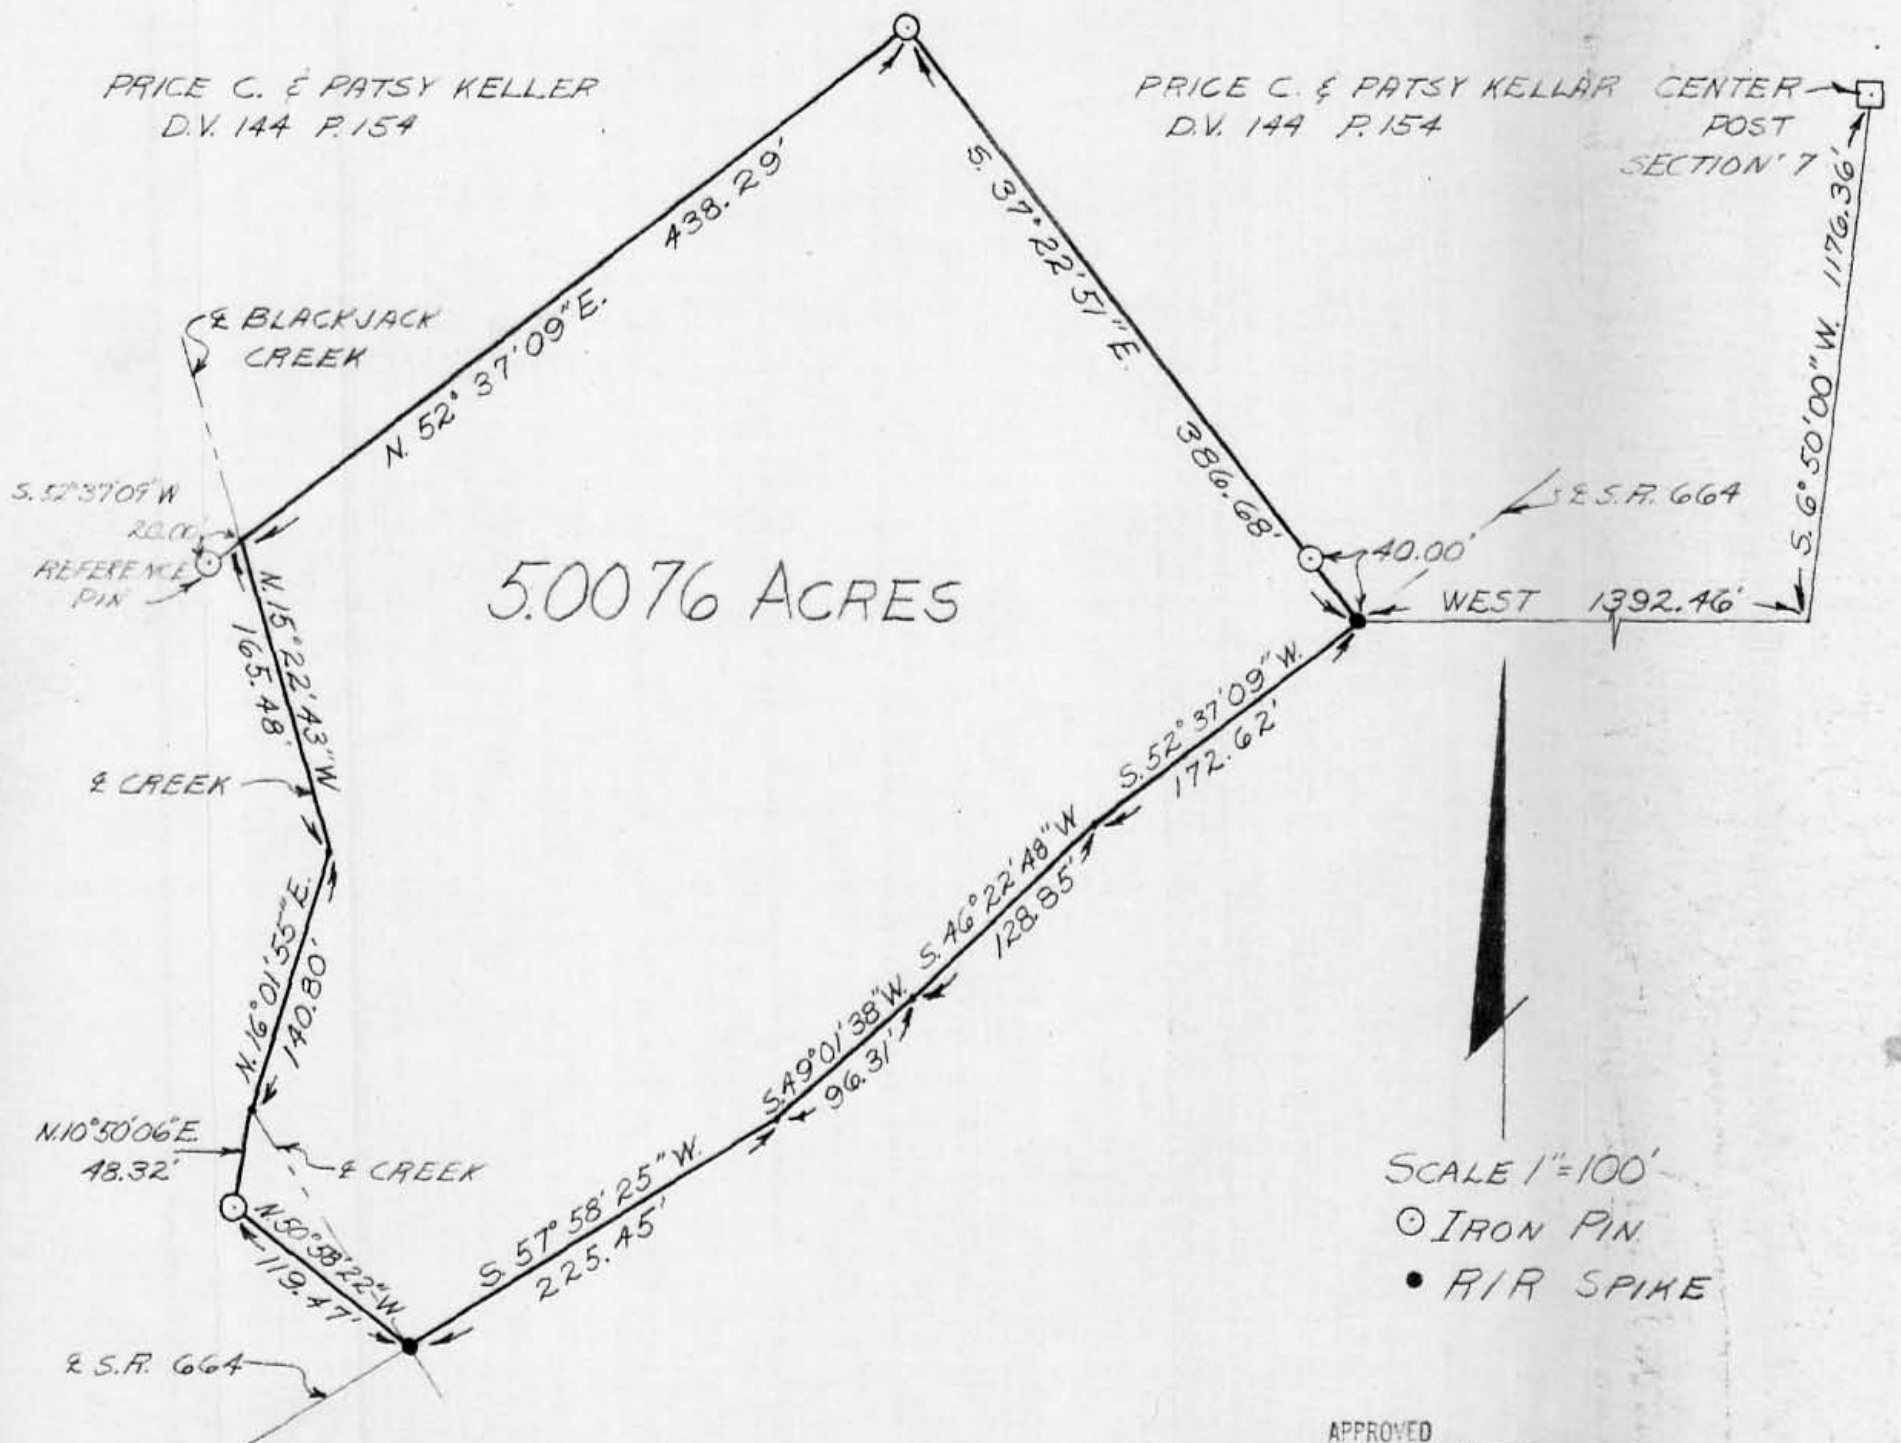 PRICE C. & PATSY KELLER
D.V. 144 P. 154
PRICE C. & PATSY KELLAR
D.V. 144 P. 154
CENTER
POST
SECTION 7
S. 6° 50' 00" W. 1176.36'
438.29'
N. 52° 37' 09" E.
S. 37° 22' 51" E.
386.68'
℄ BLACKJACK
CREEK
S. 52° 37' 09" W
20.00'
REFERENCE
PIN
℄ S.R. 664
40.00'
WEST 1392.46'
5.0076 ACRES
N. 15° 22' 43" W
165.48'
℄ CREEK
S. 52° 37' 09" W.
172.62'
S. 46° 22' 48" W
128.85'
N. 16° 01' 55" E.
140.80'
S. 49° 01' 38" W.
96.31'
N. 10° 50' 06" E.
48.32'
℄ CREEK
S. 57° 58' 25" W.
225.45'
N. 50° 58' 22" W.
119.47'
℄ S.R. 664
SCALE 1" = 100'
IRON PIN
R/R SPIKE
APPROVED